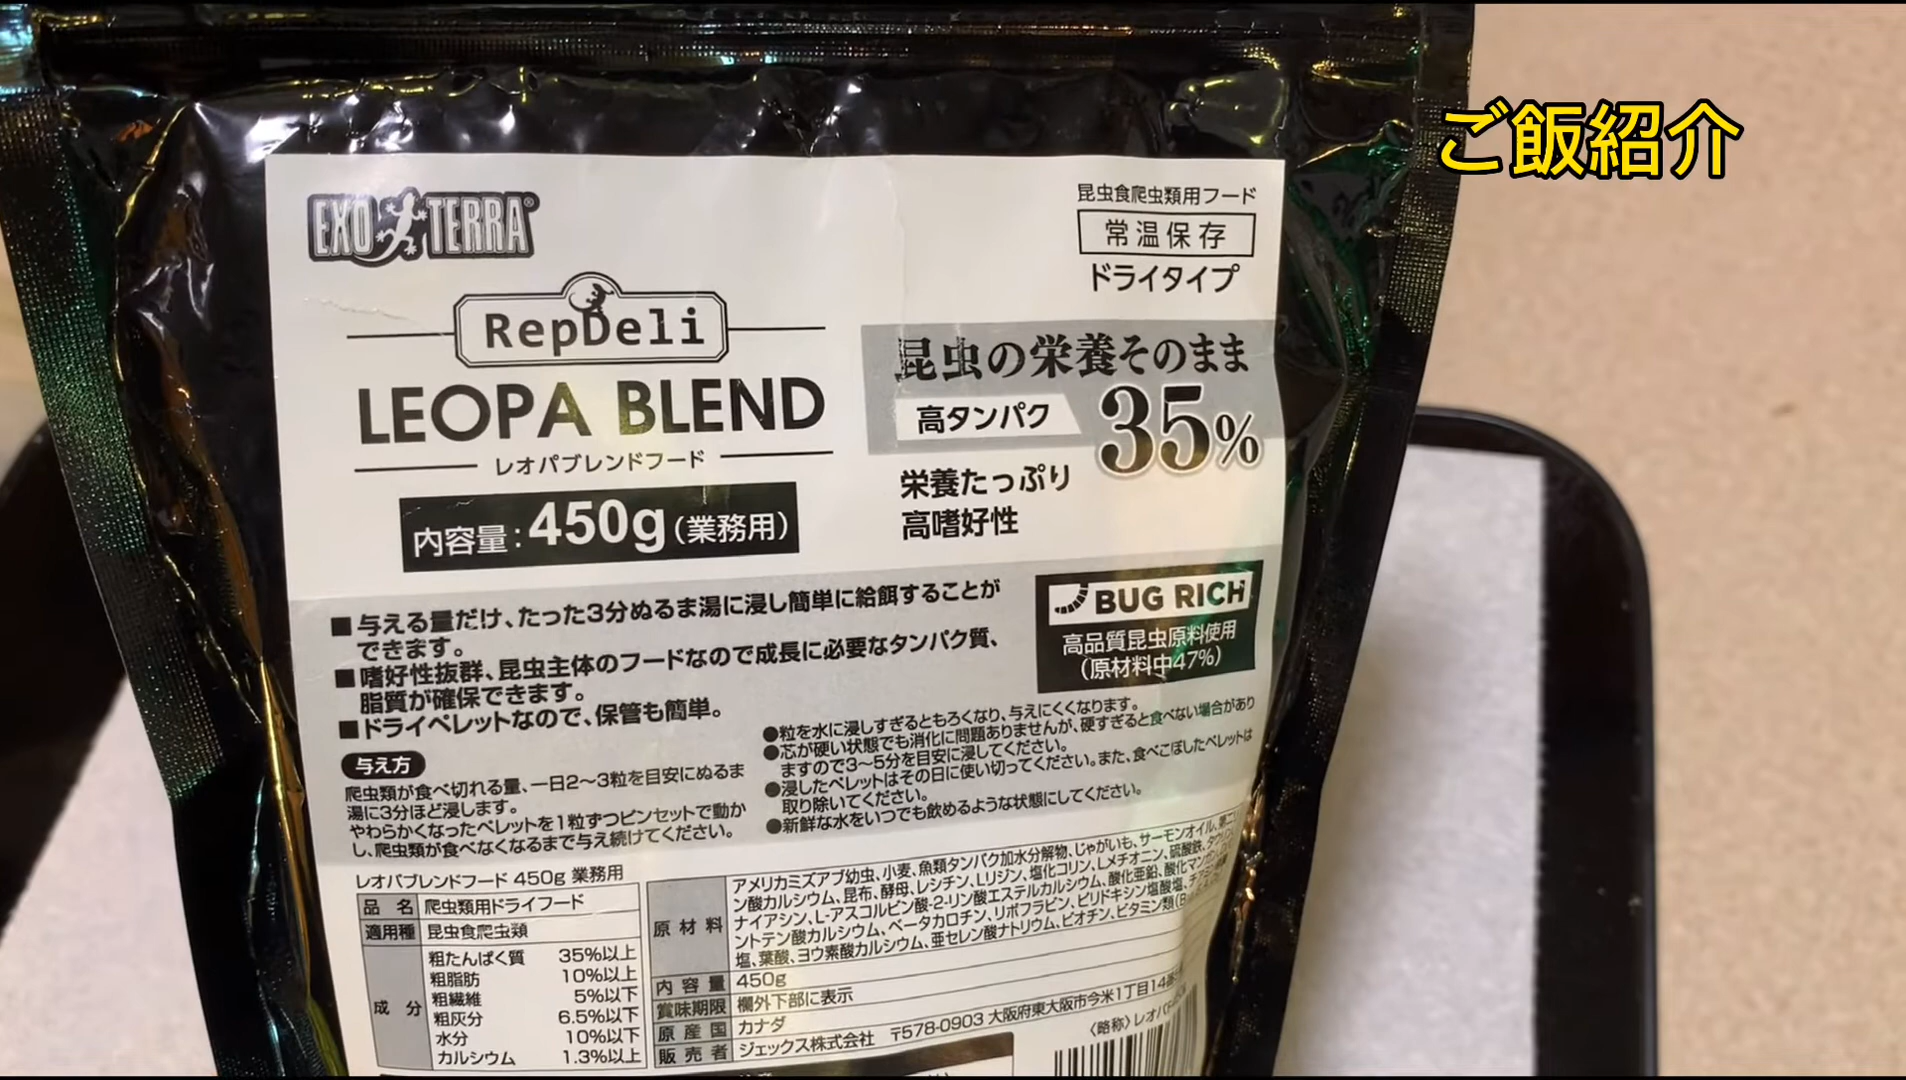 ご飯紹介
EXO TERRA®
昆虫食爬虫類用フード
常温保存
ドライタイプ
RepDeli
LEOPA BLEND
レオパブレンドフード
内容量:450g(業務用)
昆虫の栄養そのまま
高タンパク 35%
栄養たっぷり
高嗜好性
BUG RICH
高品質昆虫原料使用
(原材料中47%)
■与える量だけ、たった3分ぬるま湯に浸し簡単に給餌することが
できます。
■嗜好性抜群、昆虫主体のフードなので成長に必要なタンパク質、
脂質が確保できます。
■ドライペレットなので、保管も簡単。
与え方
爬虫類が食べ切れる量、一日2~3粒を目安にぬるま
湯に3分ほど浸します。
やわらかくなったペレットを1粒ずつピンセットで動か
し、爬虫類が食べなくなるまで与え続けてください。
●粒を水に浸しすぎるともろくなり、与えにくくなります。
●芯が硬い状態でも消化に問題ありませんが、硬すぎると食べない場合があり
ますので3~5分を目安に浸してください。
●浸したペレットはその日に使い切ってください。また、食べこぼしたペレットは
取り除いてください。
●新鮮な水をいつでも飲めるような状態にしてください。
レオパブレンドフード 450g 業務用
品名 爬虫類用ドライフード
適用種 昆虫食爬虫類
成分
粗たんぱく質 35%以上
粗脂肪 10%以上
粗繊維 5%以下
粗灰分 6.5%以下
水分 10%以下
カルシウム 1.3%以上
原材料
アメリカミズアブ幼虫、小麦、魚類タンパク加水分解物、じゃがいも、サーモンオイル、第二リ
ン酸カルシウム、昆布、酵母、レシチン、Lリジン、塩化コリン、Lメチオニン、硫酸鉄、タウリン、
ナイアシン、L-アスコルビン酸-2-リン酸エステルカルシウム、酸化亜鉛、酸化マンガン
ントテン酸カルシウム、ベータカロチン、リボフラビン、ピリドキシン塩酸塩、チアミン
塩、葉酸、ヨウ素酸カルシウム、亜セレン酸ナトリウム、ビオチン、ビタミン類
内容量 450g
賞味期限 欄外下部に表示
原産国 カナダ
販売者 ジェックス株式会社 〒578-0903 大阪府東大阪市今米1丁目14番
〈略称〉レオパ